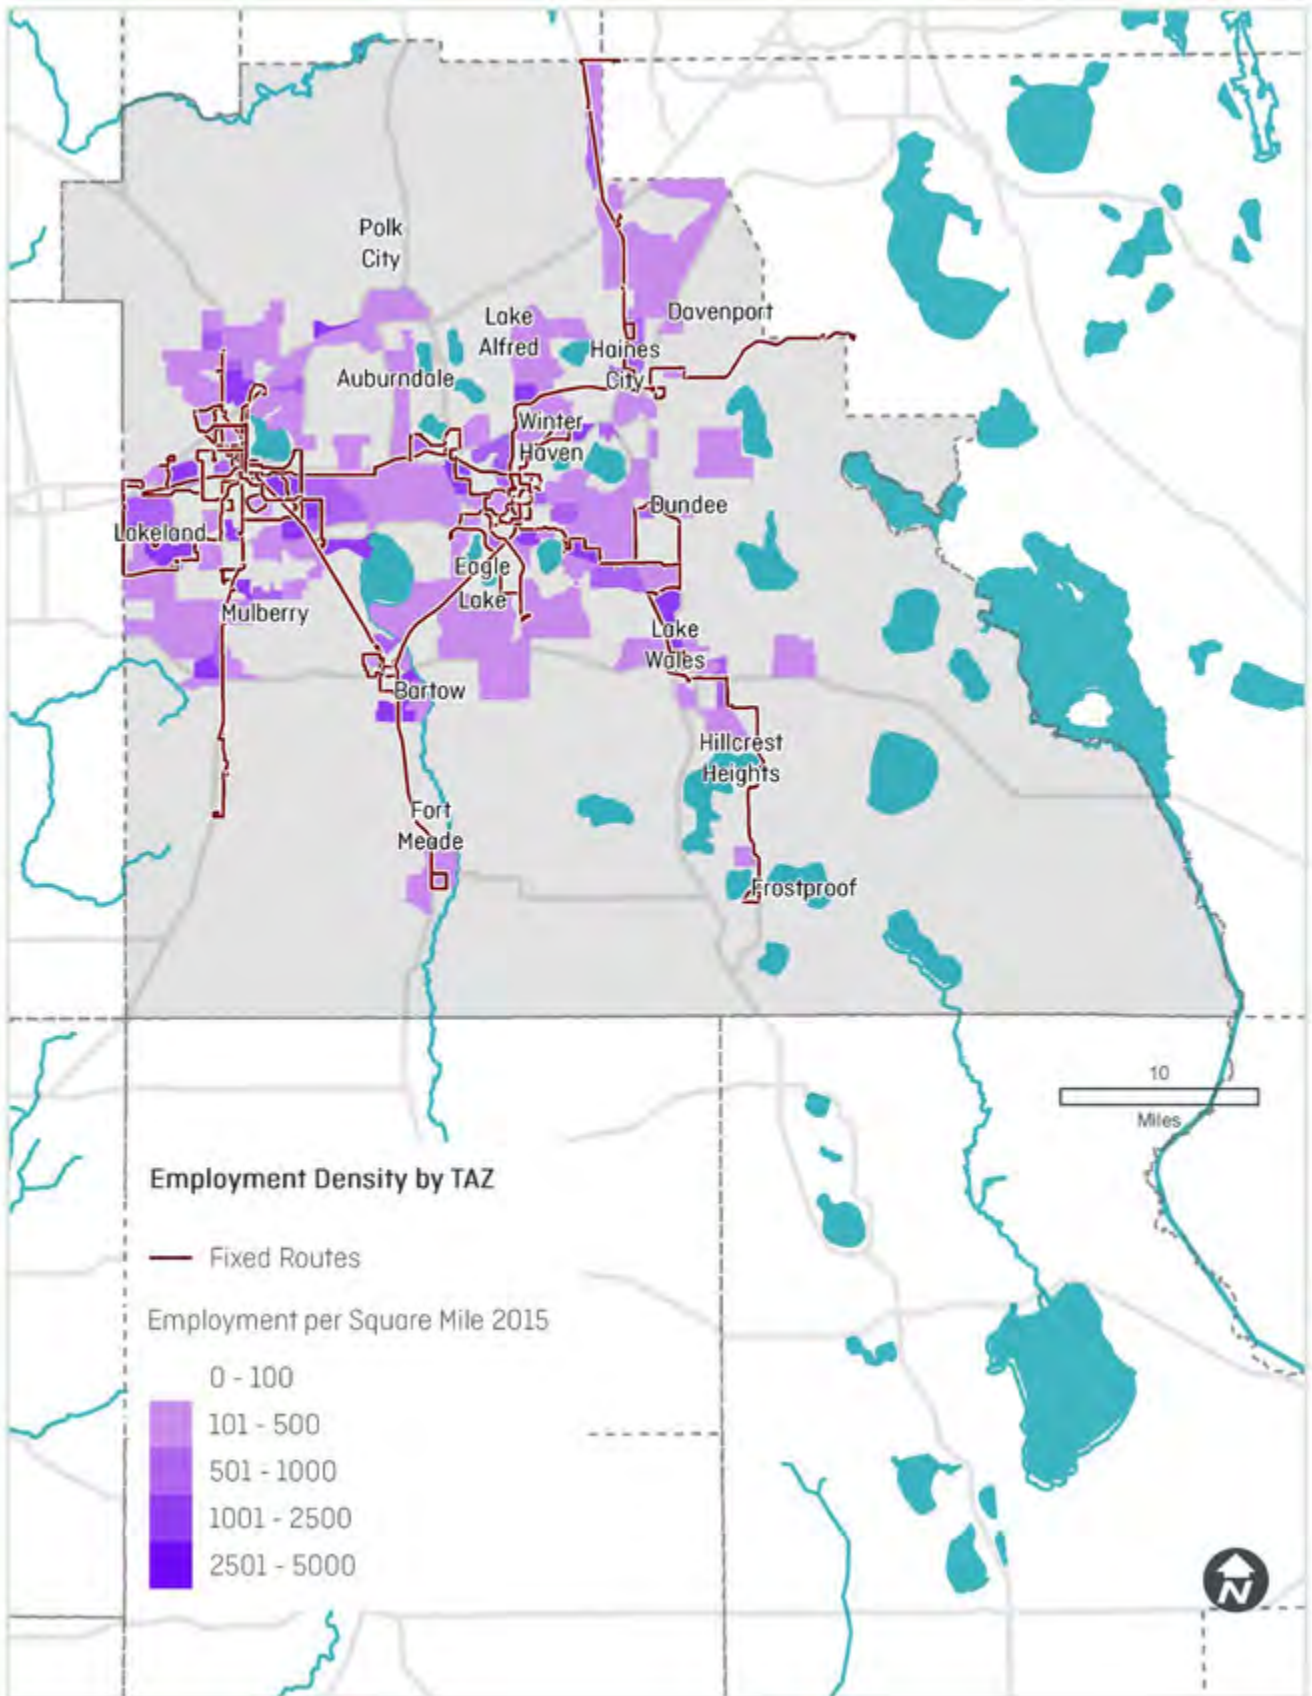 Polk
City
Davenport
Lake
Alfred
Haines
City
Auburndale
Winter
Haven
Dundee
Lakeland
Eagle
Lake
Mulberry
Lake
Wales
Bartow
Hillcrest
Heights
Fort
Meade
Frostproof
10
Miles
Employment Density by TAZ
Fixed Routes
Employment per Square Mile 2015
0 - 100
101 - 500
501 - 1000
1001 - 2500
2501 - 5000
N